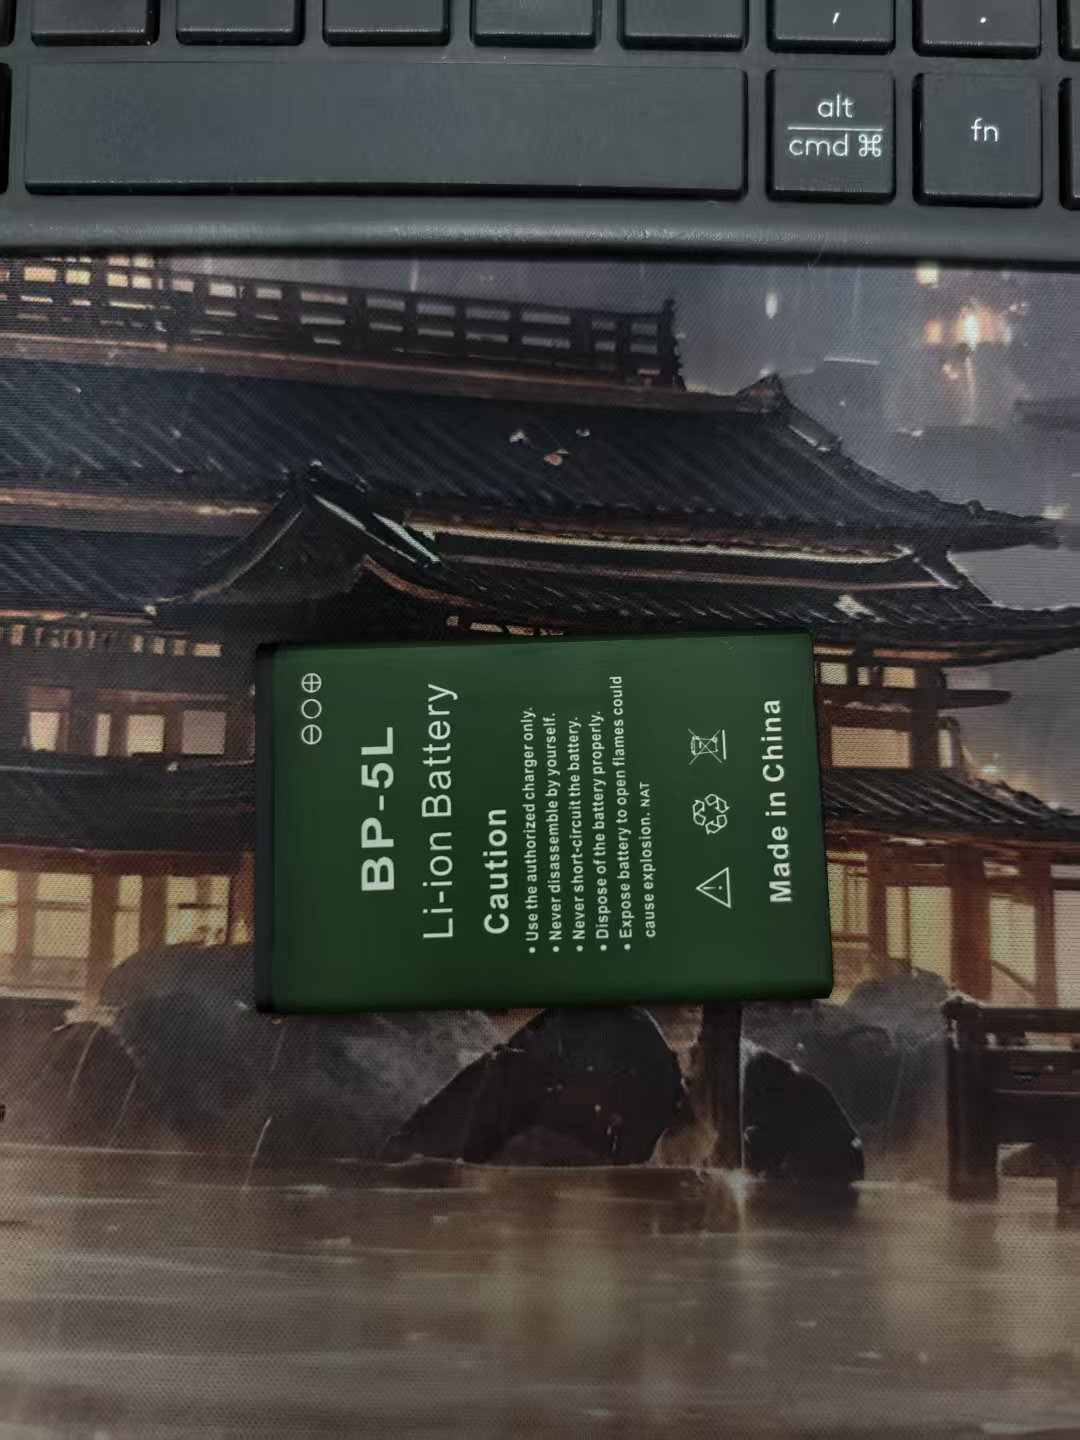 ,
.
alt
cmd ⌘
fn
⊖○⊕
BP-5L
Li-ion Battery
Caution
• Use the authorized charger only.
• Never disassemble by yourself.
• Never short-circuit the battery.
• Dispose of the battery properly.
• Expose battery to open flames could
cause explosion. NAT
Made in China